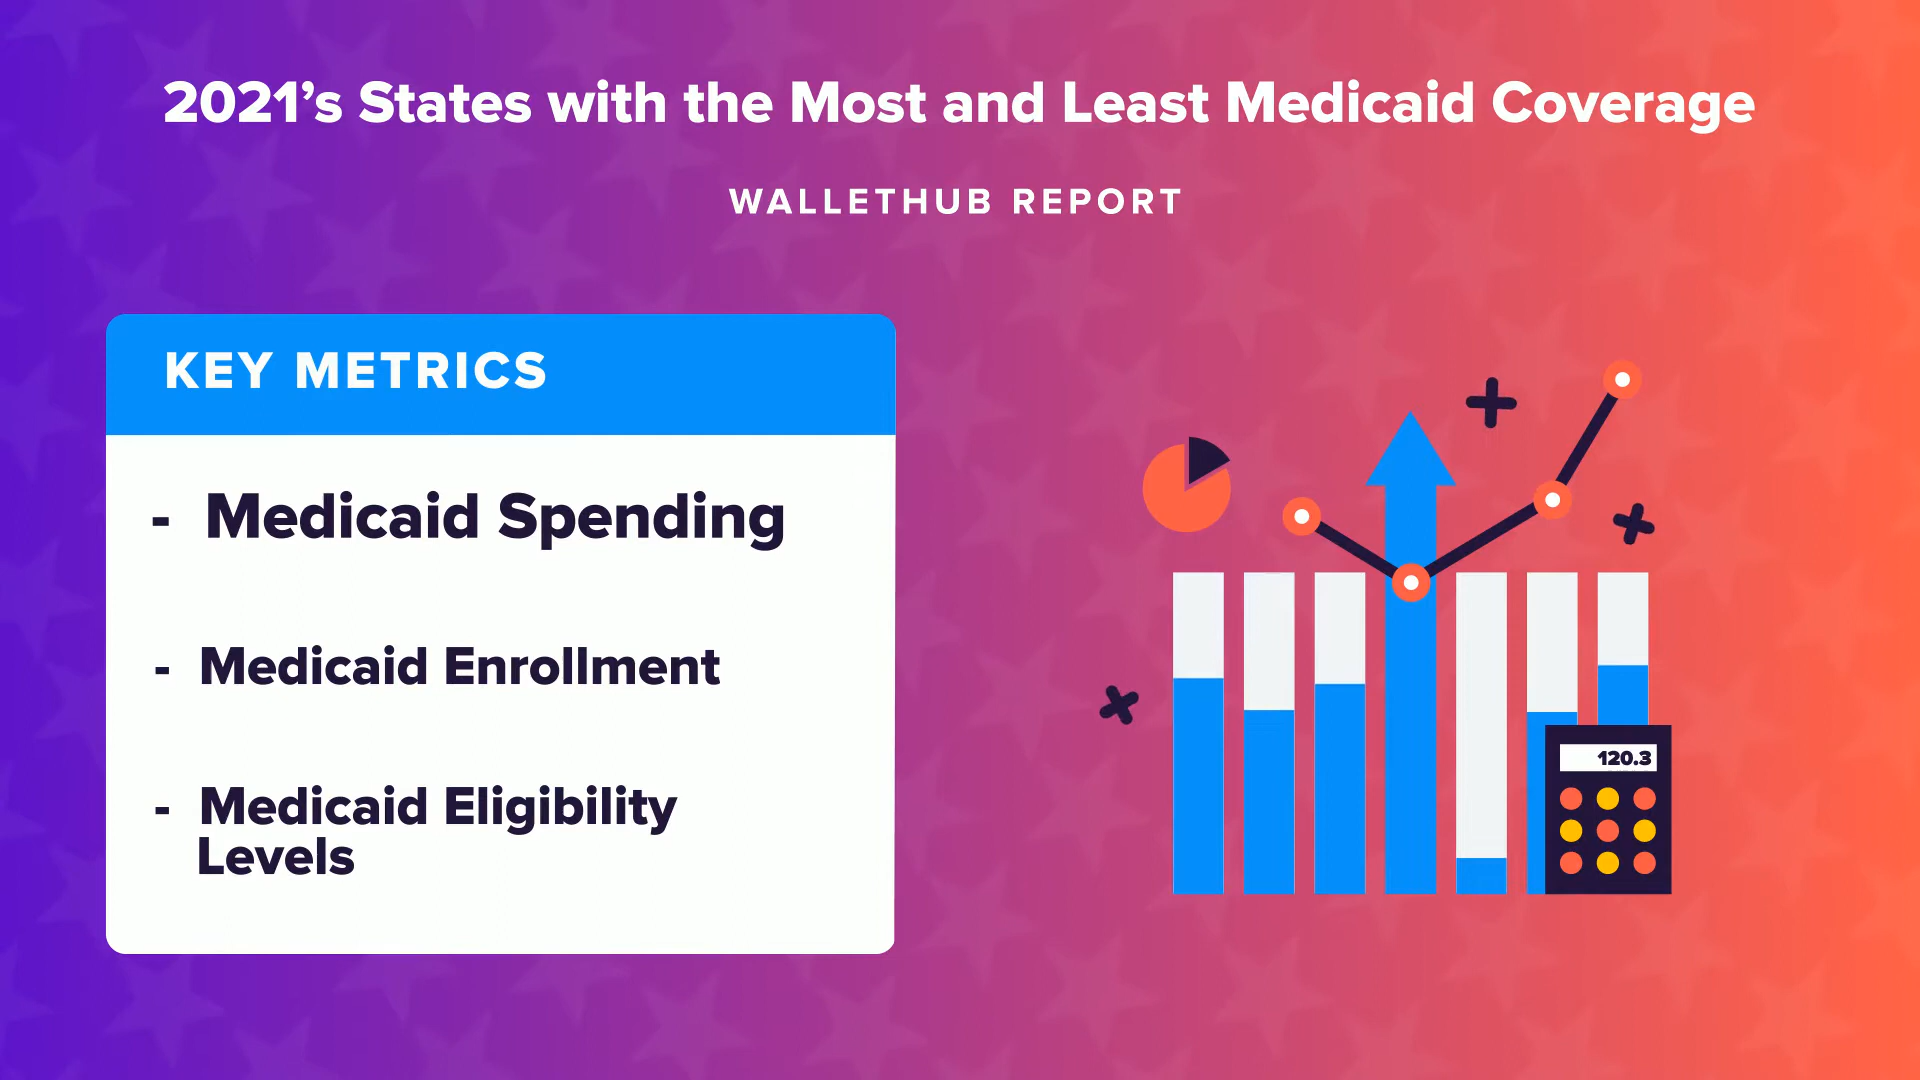 2021’s States with the Most and Least Medicaid Coverage
WALLETHUB REPORT
KEY METRICS
- Medicaid Spending
- Medicaid Enrollment
- Medicaid Eligibility
Levels
120.3